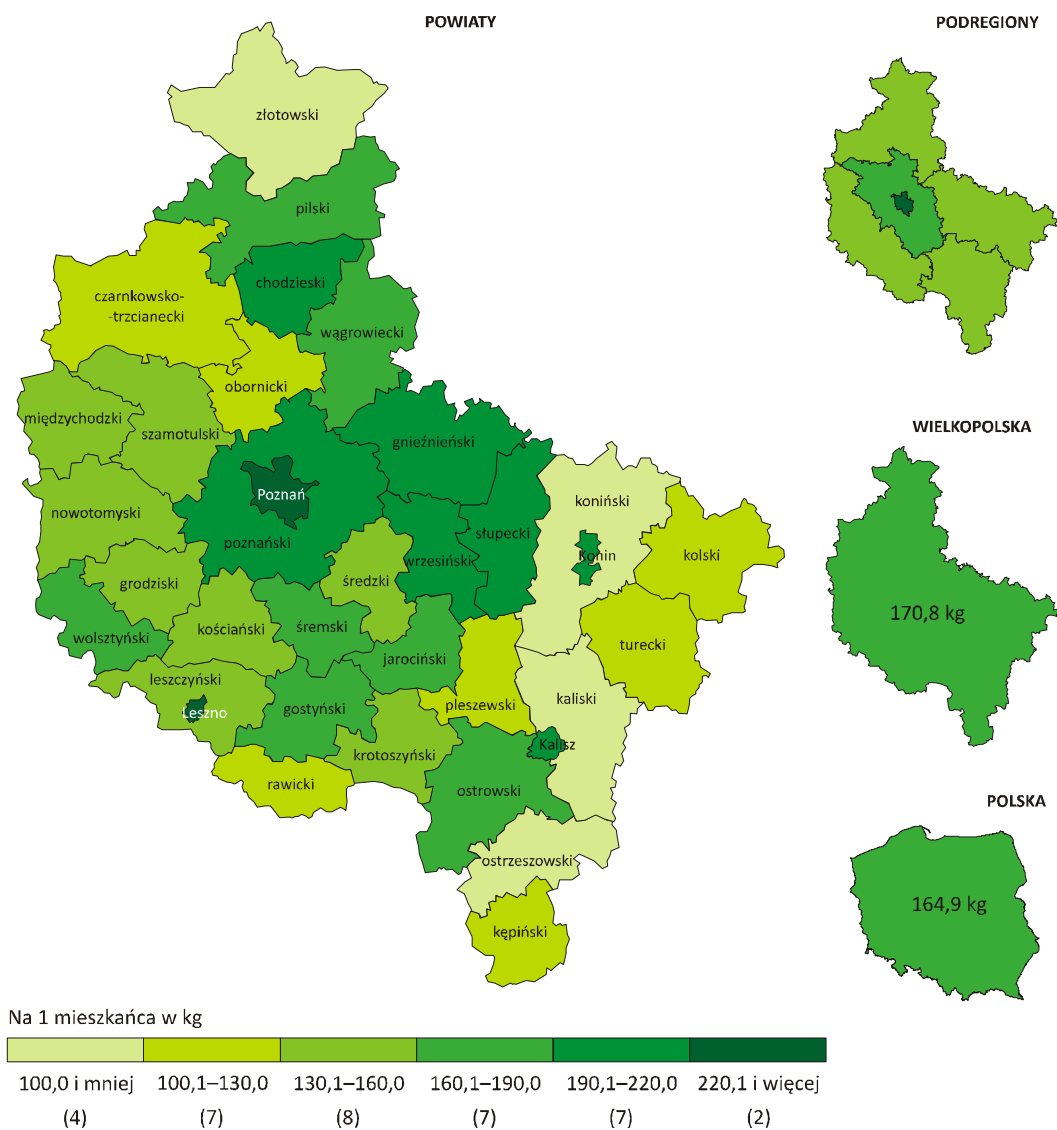 POWIATY
PODREGIONY
złotowski
pilski
chodzieski
czarnkowsko-
-trzcianecki
wągrowiecki
obornicki
międzychodzki
szamotulski
gnieźnieński
WIELKOPOLSKA
Poznań
koniński
nowotomyski
słupecki
poznański
Konin
kolski
wrzesiński
grodziski
średzki
170,8 kg
kościański
śremski
wolsztyński
jarociński
turecki
leszczyński
kaliski
Leszno
gostyński
pleszewski
Kalisz
krotoszyński
rawicki
ostrowski
POLSKA
ostrzeszowski
164,9 kg
kępiński
Na 1 mieszkańca w kg
100,0 i mniej 100,1–130,0 130,1–160,0 160,1–190,0 190,1–220,0 220,1 i więcej
(4) (7) (8) (7) (7) (2)